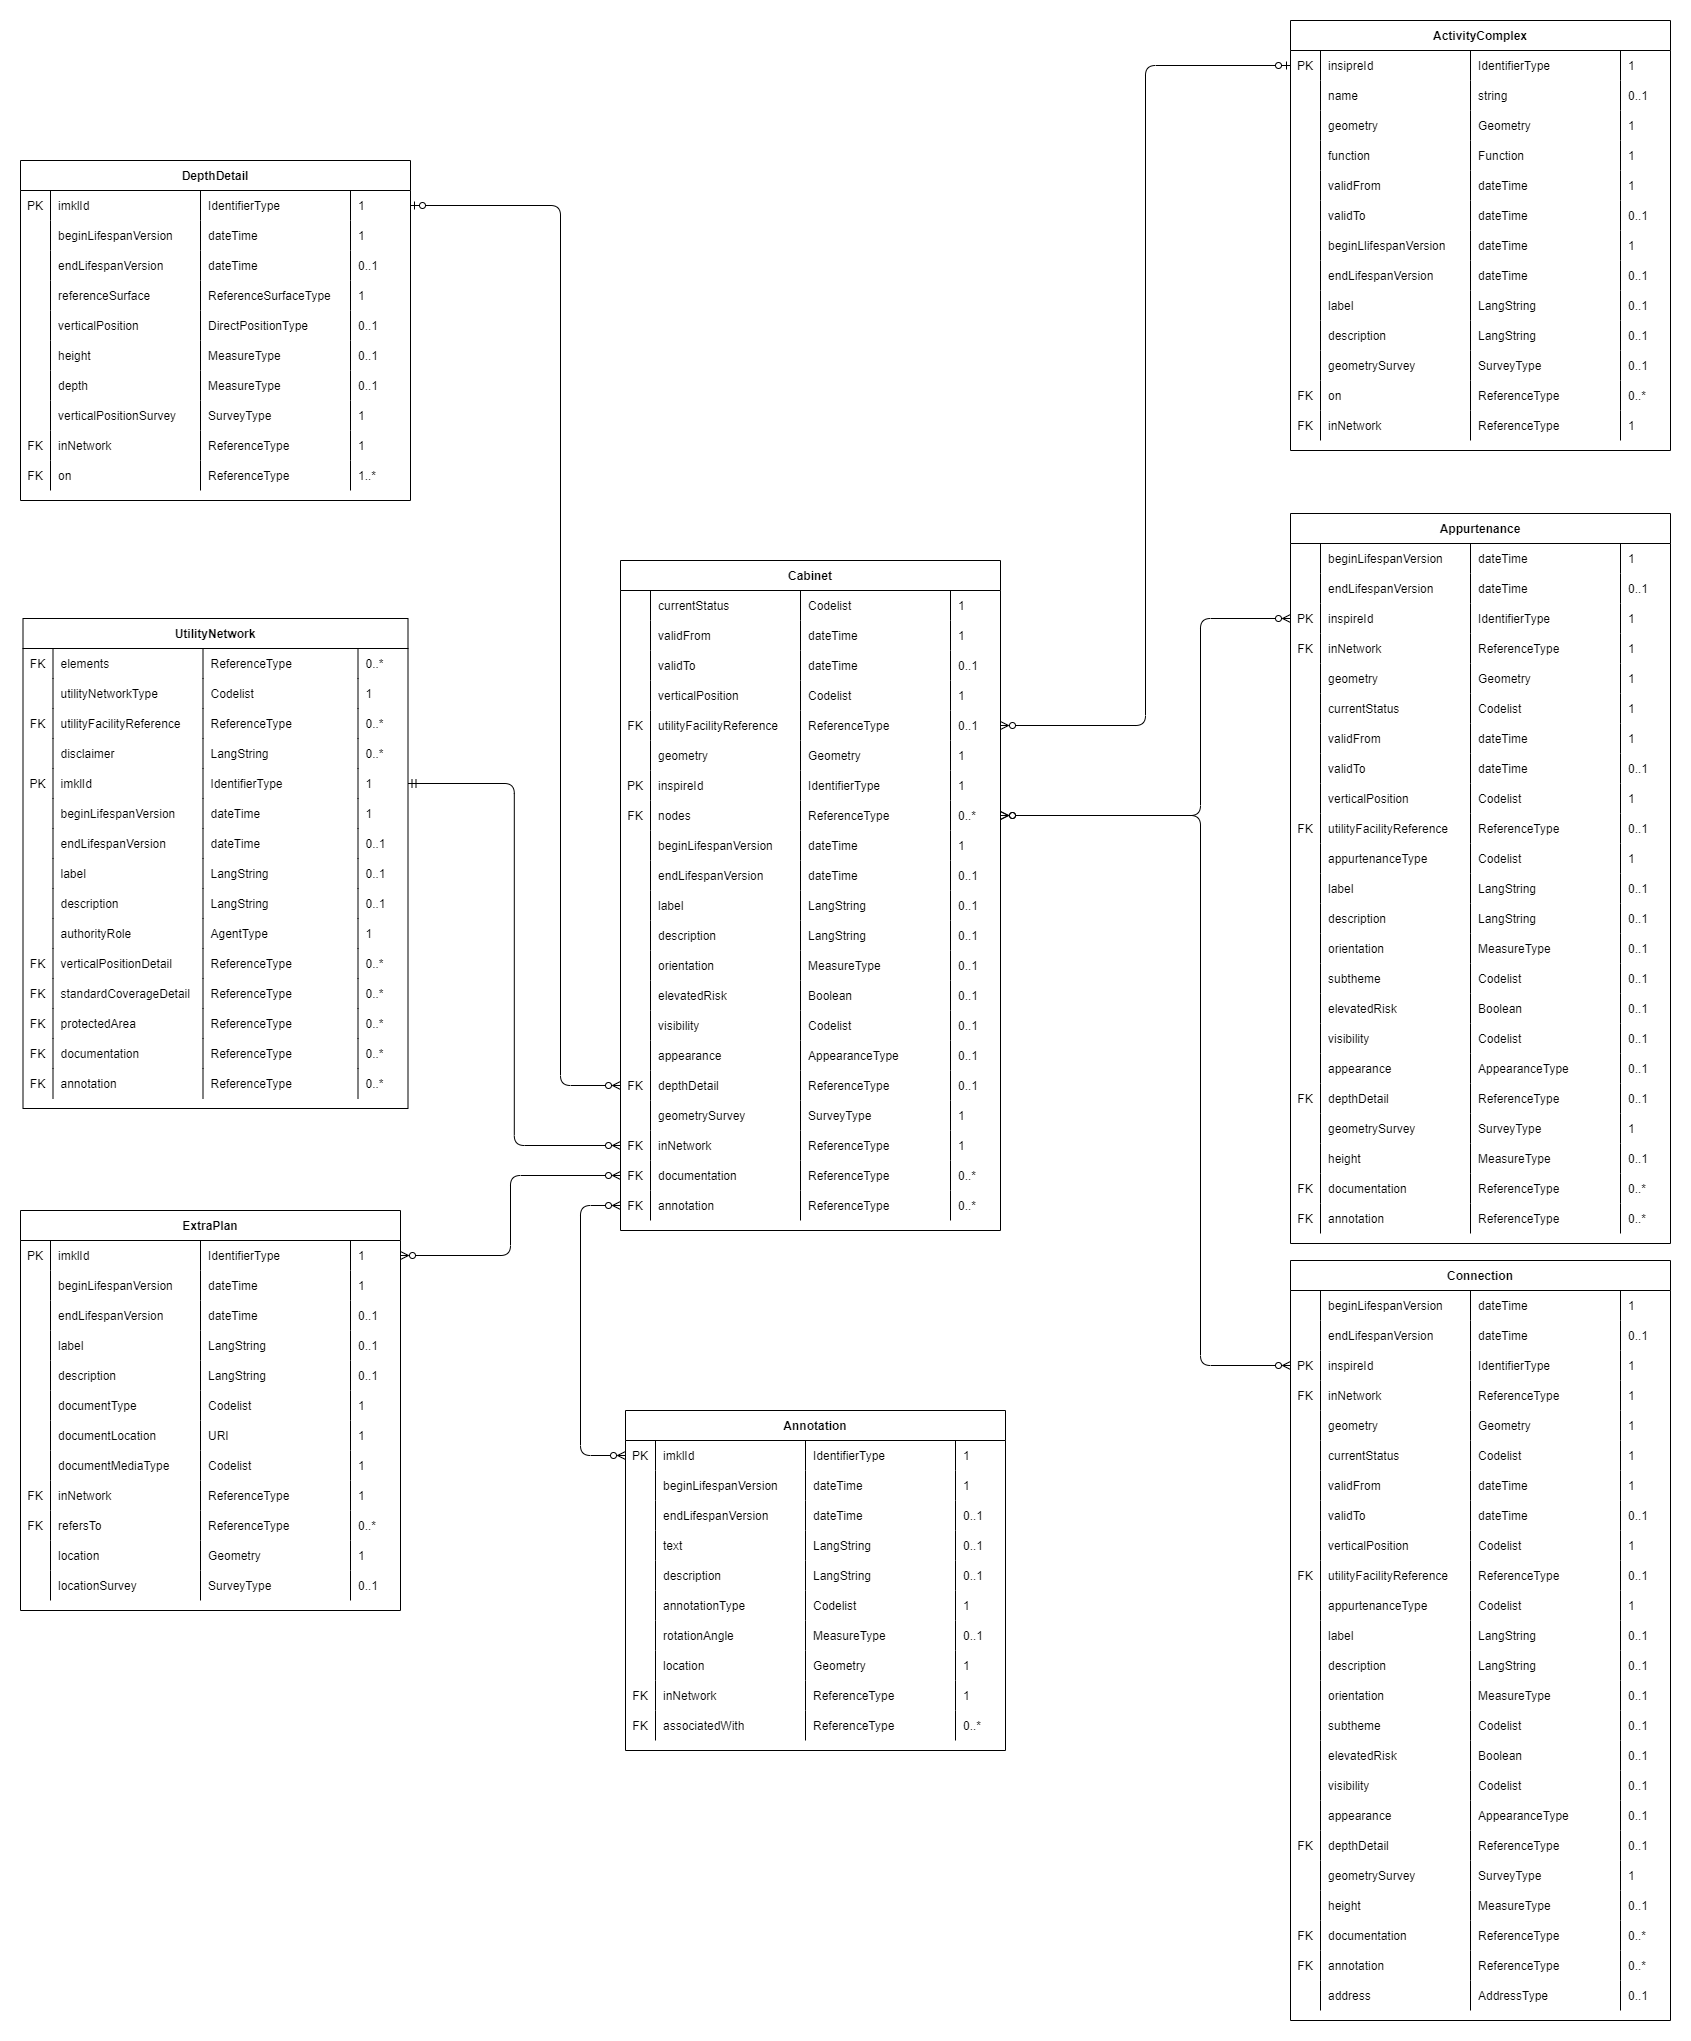 DepthDetail
PK imklId IdentifierType 1
beginLifespanVersion dateTime 1
endLifespanVersion dateTime 0..1
referenceSurface ReferenceSurfaceType 1
verticalPosition DirectPositionType 0..1
height MeasureType 0..1
depth MeasureType 0..1
verticalPositionSurvey SurveyType 1
FK inNetwork ReferenceType 1
FK on ReferenceType 1..*
UtilityNetwork
FK elements ReferenceType 0..*
utilityNetworkType Codelist 1
FK utilityFacilityReference ReferenceType 0..*
disclaimer LangString 0..*
PK imklId IdentifierType 1
beginLifespanVersion dateTime 1
endLifespanVersion dateTime 0..1
label LangString 0..1
description LangString 0..1
authorityRole AgentType 1
FK verticalPositionDetail ReferenceType 0..*
FK standardCoverageDetail ReferenceType 0..*
FK protectedArea ReferenceType 0..*
FK documentation ReferenceType 0..*
FK annotation ReferenceType 0..*
ExtraPlan
PK imklId IdentifierType 1
beginLifespanVersion dateTime 1
endLifespanVersion dateTime 0..1
label LangString 0..1
description LangString 0..1
documentType Codelist 1
documentLocation URI 1
documentMediaType Codelist 1
FK inNetwork ReferenceType 1
FK refersTo ReferenceType 0..*
location Geometry 1
locationSurvey SurveyType 0..1
Cabinet
currentStatus Codelist 1
validFrom dateTime 1
validTo dateTime 0..1
verticalPosition Codelist 1
FK utilityFacilityReference ReferenceType 0..1
geometry Geometry 1
PK inspireId IdentifierType 1
FK nodes ReferenceType 0..*
beginLifespanVersion dateTime 1
endLifespanVersion dateTime 0..1
label LangString 0..1
description LangString 0..1
orientation MeasureType 0..1
elevatedRisk Boolean 0..1
visibility Codelist 0..1
appearance AppearanceType 0..1
FK depthDetail ReferenceType 0..1
geometrySurvey SurveyType 1
FK inNetwork ReferenceType 1
FK documentation ReferenceType 0..*
FK annotation ReferenceType 0..*
Annotation
PK imklId IdentifierType 1
beginLifespanVersion dateTime 1
endLifespanVersion dateTime 0..1
text LangString 0..1
description LangString 0..1
annotationType Codelist 1
rotationAngle MeasureType 0..1
location Geometry 1
FK inNetwork ReferenceType 1
FK associatedWith ReferenceType 0..*
ActivityComplex
PK insipreId IdentifierType 1
name string 0..1
geometry Geometry 1
function Function 1
validFrom dateTime 1
validTo dateTime 0..1
beginLlifespanVersion dateTime 1
endLifespanVersion dateTime 0..1
label LangString 0..1
description LangString 0..1
geometrySurvey SurveyType 0..1
FK on ReferenceType 0..*
FK inNetwork ReferenceType 1
Appurtenance
beginLifespanVersion dateTime 1
endLifespanVersion dateTime 0..1
PK inspireId IdentifierType 1
FK inNetwork ReferenceType 1
geometry Geometry 1
currentStatus Codelist 1
validFrom dateTime 1
validTo dateTime 0..1
verticalPosition Codelist 1
FK utilityFacilityReference ReferenceType 0..1
appurtenanceType Codelist 1
label LangString 0..1
description LangString 0..1
orientation MeasureType 0..1
subtheme Codelist 0..1
elevatedRisk Boolean 0..1
visibility Codelist 0..1
appearance AppearanceType 0..1
FK depthDetail ReferenceType 0..1
geometrySurvey SurveyType 1
height MeasureType 0..1
FK documentation ReferenceType 0..*
FK annotation ReferenceType 0..*
Connection
beginLifespanVersion dateTime 1
endLifespanVersion dateTime 0..1
PK inspireId IdentifierType 1
FK inNetwork ReferenceType 1
geometry Geometry 1
currentStatus Codelist 1
validFrom dateTime 1
validTo dateTime 0..1
verticalPosition Codelist 1
FK utilityFacilityReference ReferenceType 0..1
appurtenanceType Codelist 1
label LangString 0..1
description LangString 0..1
orientation MeasureType 0..1
subtheme Codelist 0..1
elevatedRisk Boolean 0..1
visibility Codelist 0..1
appearance AppearanceType 0..1
FK depthDetail ReferenceType 0..1
geometrySurvey SurveyType 1
height MeasureType 0..1
FK documentation ReferenceType 0..*
FK annotation ReferenceType 0..*
address AddressType 0..1